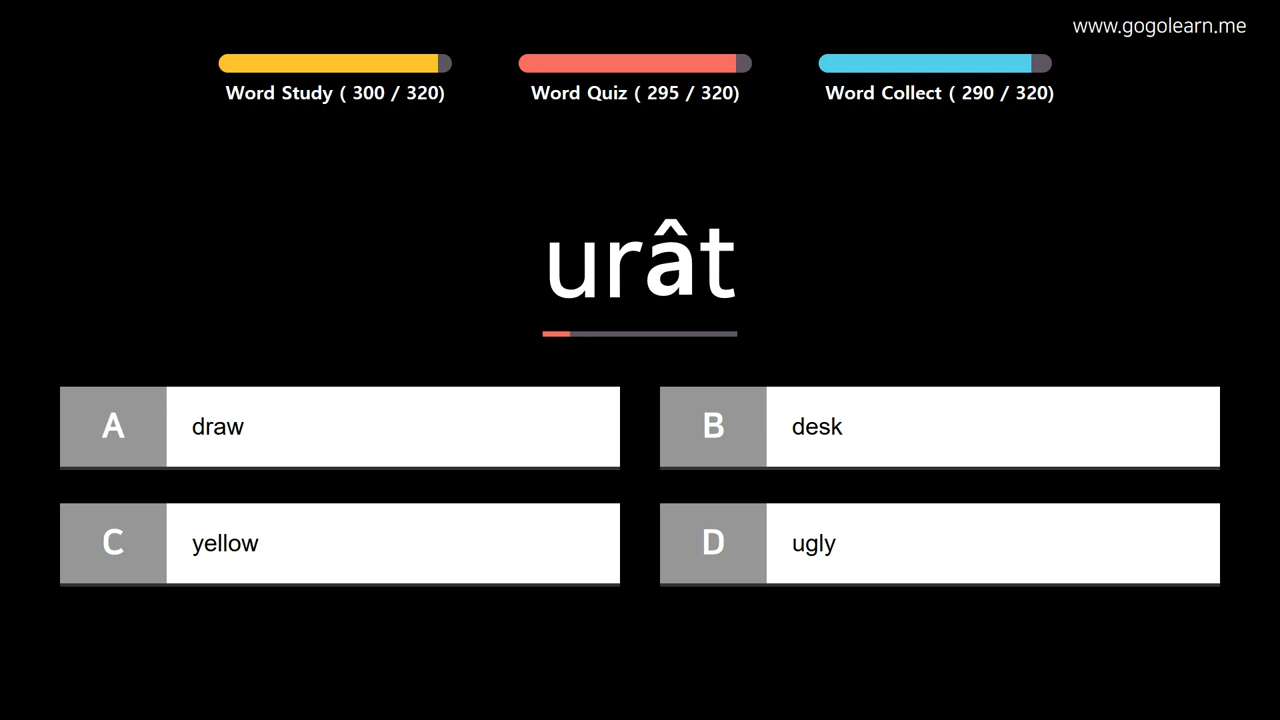 www.gogolearn.me
Word Study ( 300 / 320)
Word Quiz ( 295 / 320)
Word Collect ( 290 / 320)
urât
A draw
B desk
C yellow
D ugly